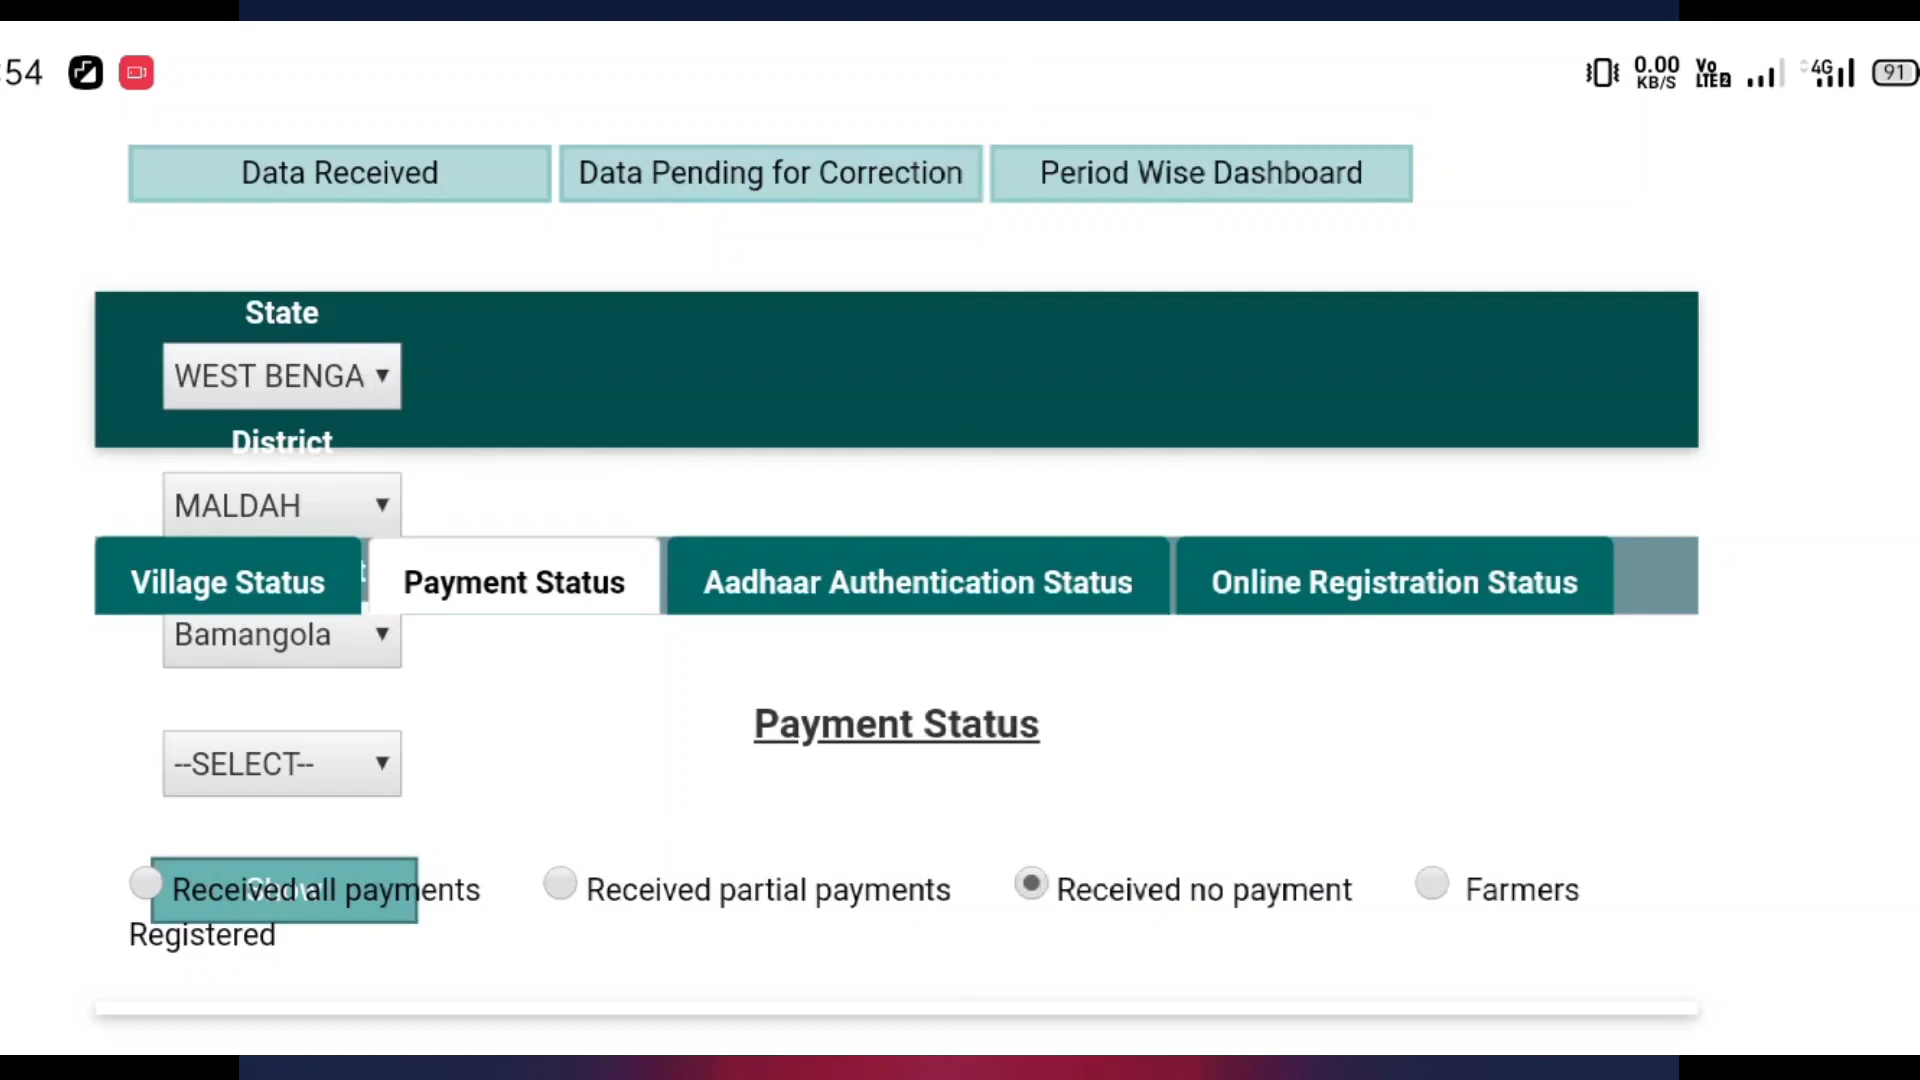 54
0.00 KB/S
Vo LTE2
4G
91
Data Received
Data Pending for Correction
Period Wise Dashboard
State
WEST BENGA
District
MALDAH
Village Status
Payment Status
Aadhaar Authentication Status
Online Registration Status
Bamangola
Payment Status
--SELECT--
Received all payments
Received partial payments
Received no payment
Farmers
Registered